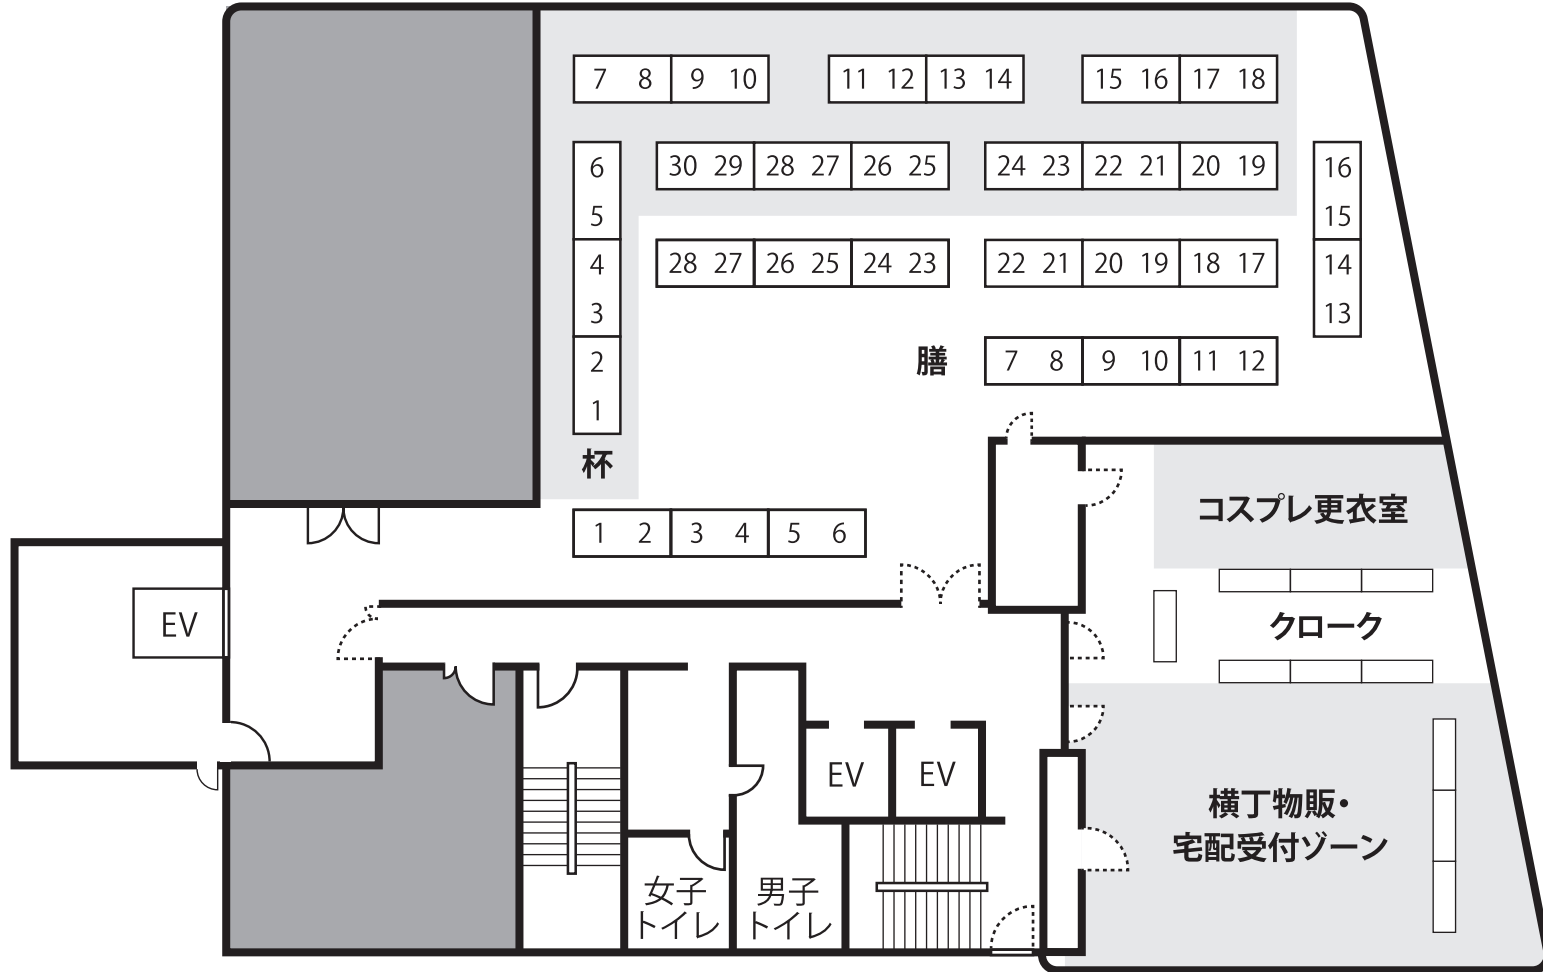 7 8 9 10 11 12 13 14 15 16 17 18
6 30 29 28 27 26 25 24 23 22 21 20 19 16
5 15
4 28 27 26 25 24 23 22 21 20 19 18 17 14
3 13
2 膳 7 8 9 10 11 12
1
杯
コスプレ更衣室
1 2 3 4 5 6
EV クローク
EV EV
横丁物販・
宅配受付ゾーン
女子 男子
トイレ トイレ